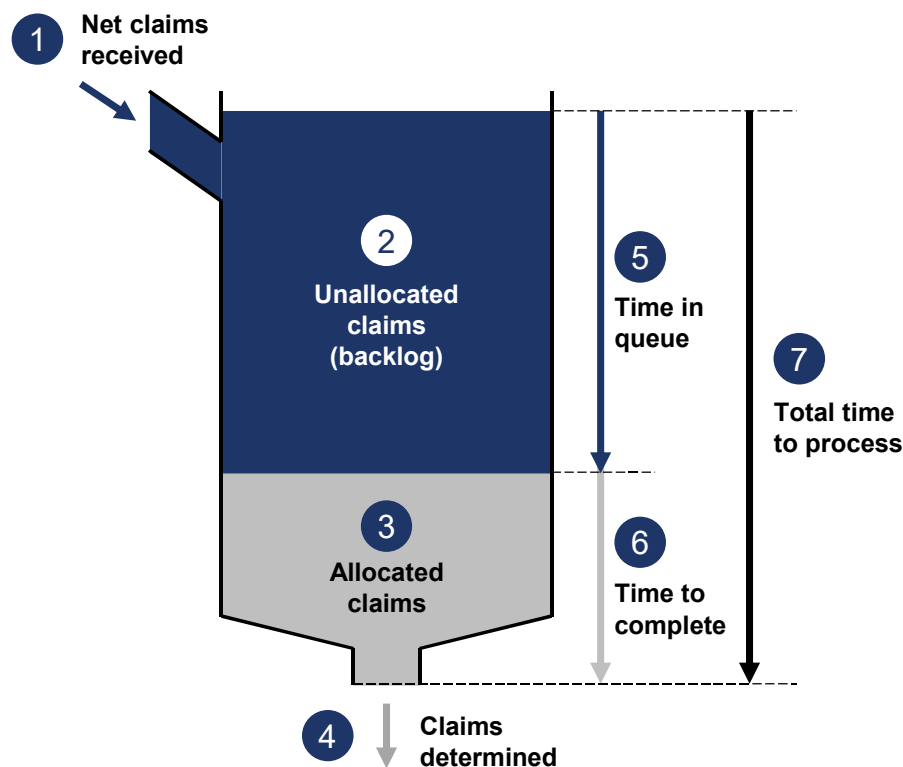 1
Net claims
received
2
Unallocated
claims
(backlog)
3
Allocated
claims
4
Claims
determined
5
Time in
queue
6
Time to
complete
7
Total time
to process